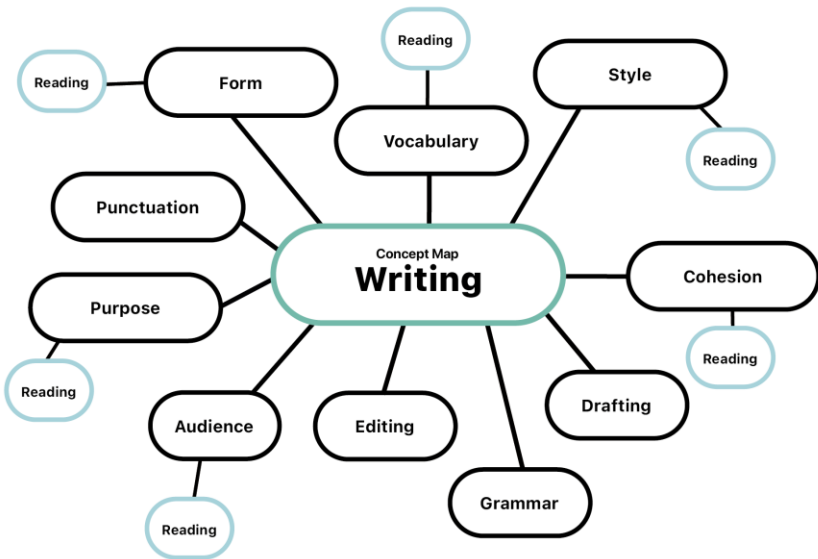 Reading
Form
Reading
Vocabulary
Style
Reading
Punctuation
Concept Map
Writing
Cohesion
Purpose
Reading
Reading
Audience
Editing
Drafting
Grammar
Reading